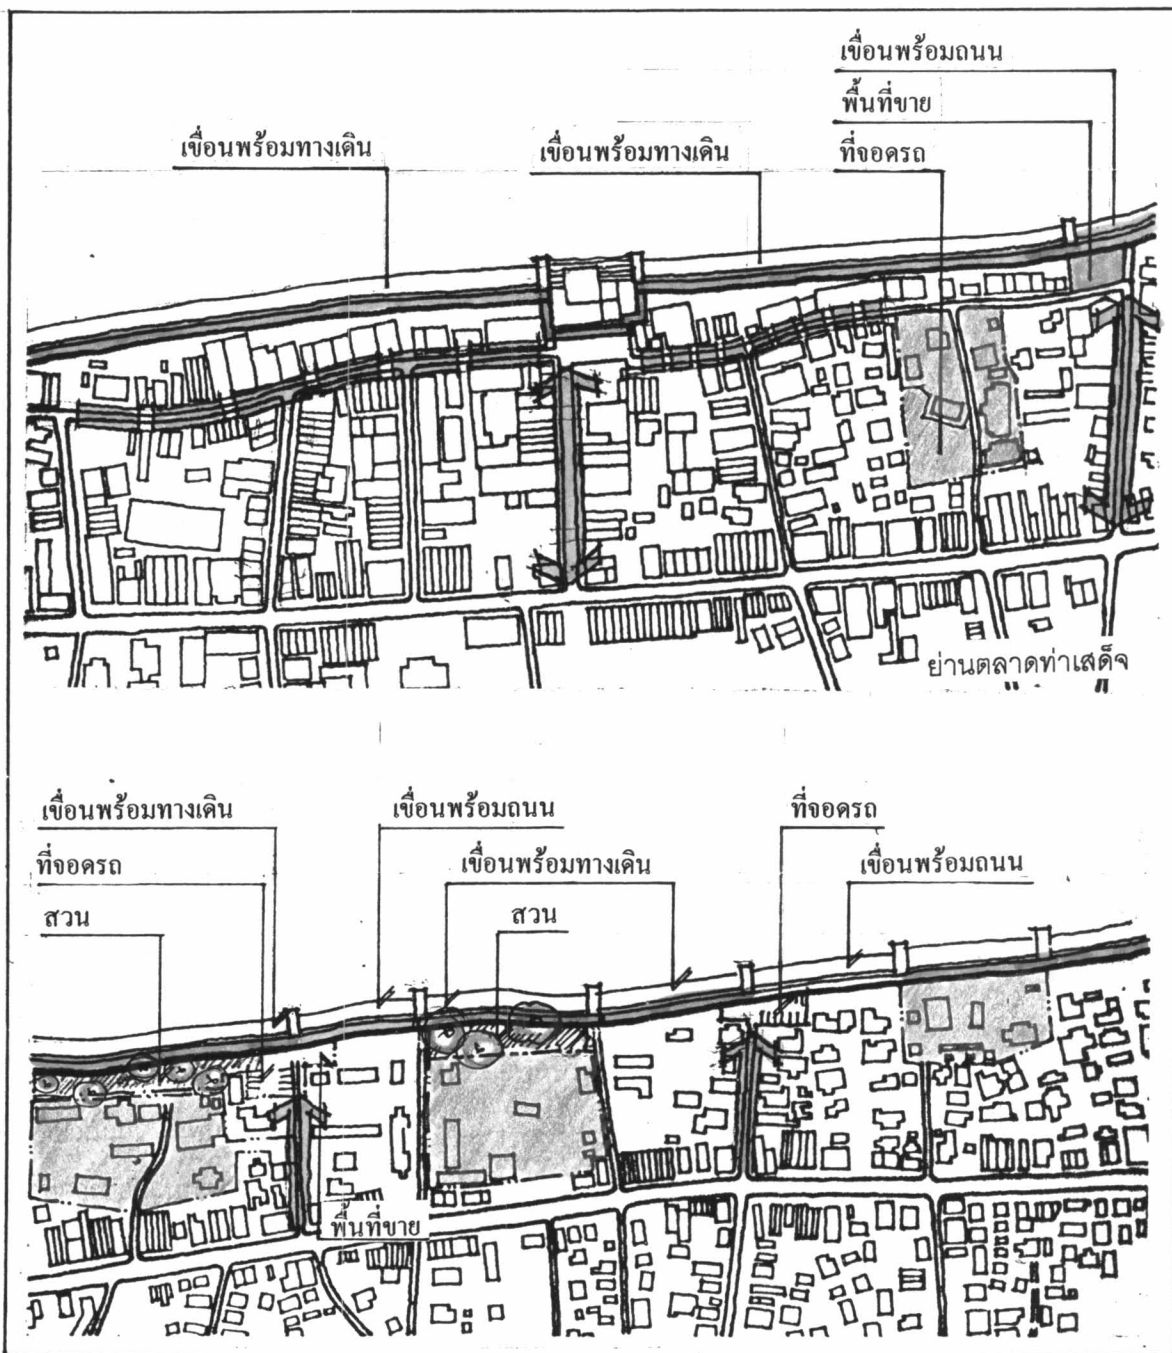 เขื่อนพร้อมถนน
พื้นที่ขาย
เขื่อนพร้อมทางเดิน
เขื่อนพร้อมทางเดิน
ที่จอดรถ
ย่านตลาดท่าเสด็จ
เขื่อนพร้อมทางเดิน
เขื่อนพร้อมถนน
ที่จอดรถ
ที่จอดรถ
เขื่อนพร้อมทางเดิน
เขื่อนพร้อมถนน
สวน
สวน
พื้นที่ขาย